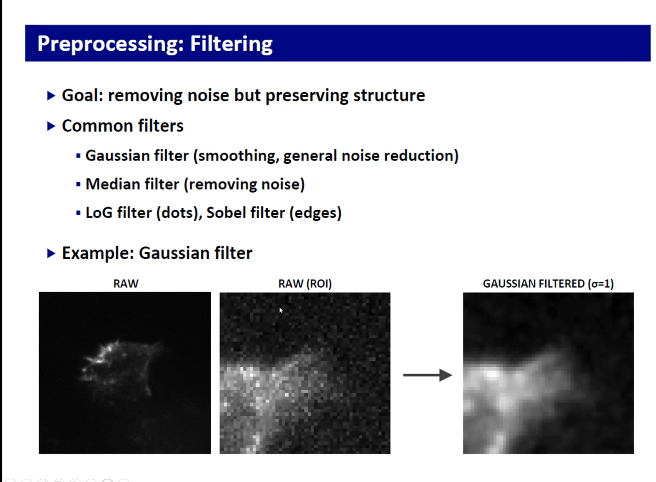 Preprocessing: Filtering
Goal: removing noise but preserving structure
Common filters
Gaussian filter (smoothing, general noise reduction)
Median filter (removing noise)
LoG filter (dots), Sobel filter (edges)
Example: Gaussian filter
RAW
RAW (ROI)
GAUSSIAN FILTERED (σ=1)